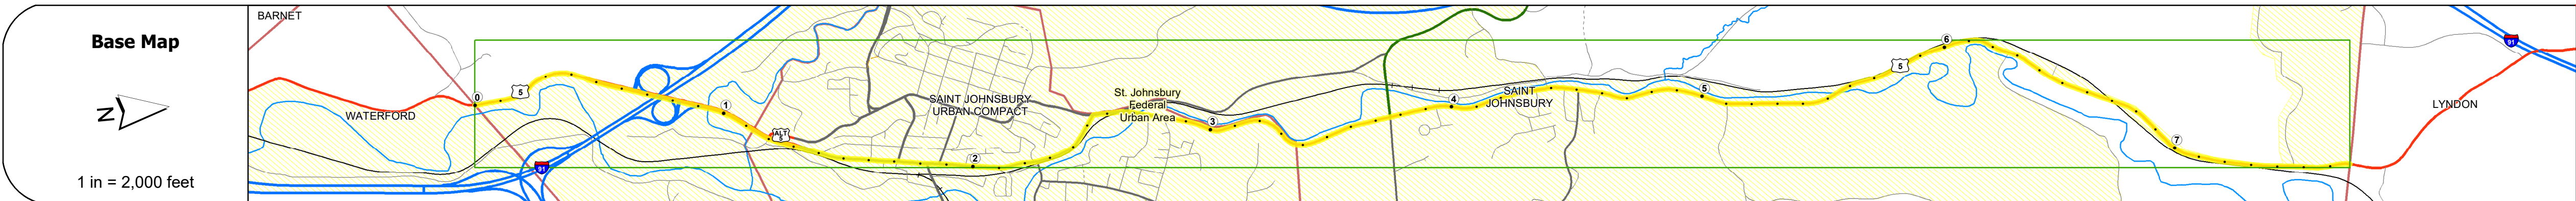 Base Map
N
1 in = 2,000 feet
BARNET
WATERFORD
0
5
91
1
ALT
5
SAINT JOHNSBURY
URBAN COMPACT
2
St. Johnsbury
Federal
Urban Area
3
4
SAINT
JOHNSBURY
5
5
6
7
LYNDON
91